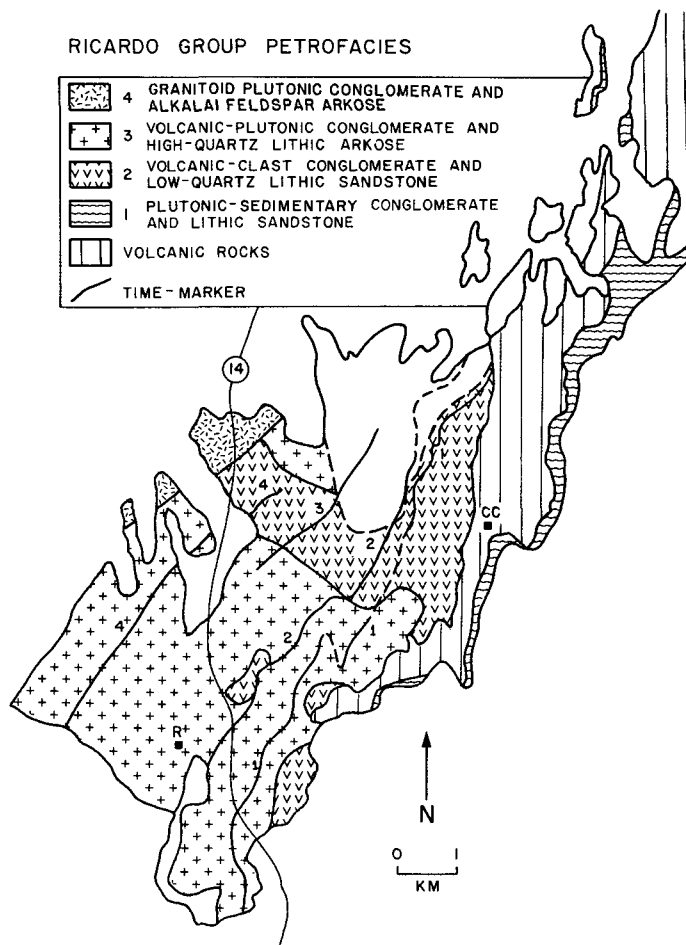 RICARDO GROUP PETROFACIES
4 GRANITOID PLUTONIC CONGLOMERATE AND
ALKALAI FELDSPAR ARKOSE
3 VOLCANIC-PLUTONIC CONGLOMERATE AND
HIGH-QUARTZ LITHIC ARKOSE
2 VOLCANIC-CLAST CONGLOMERATE AND
LOW-QUARTZ LITHIC SANDSTONE
1 PLUTONIC-SEDIMENTARY CONGLOMERATE
AND LITHIC SANDSTONE
VOLCANIC ROCKS
TIME-MARKER
14
4
3
CC
2
4
2
1
R
1
N
0 1
KM